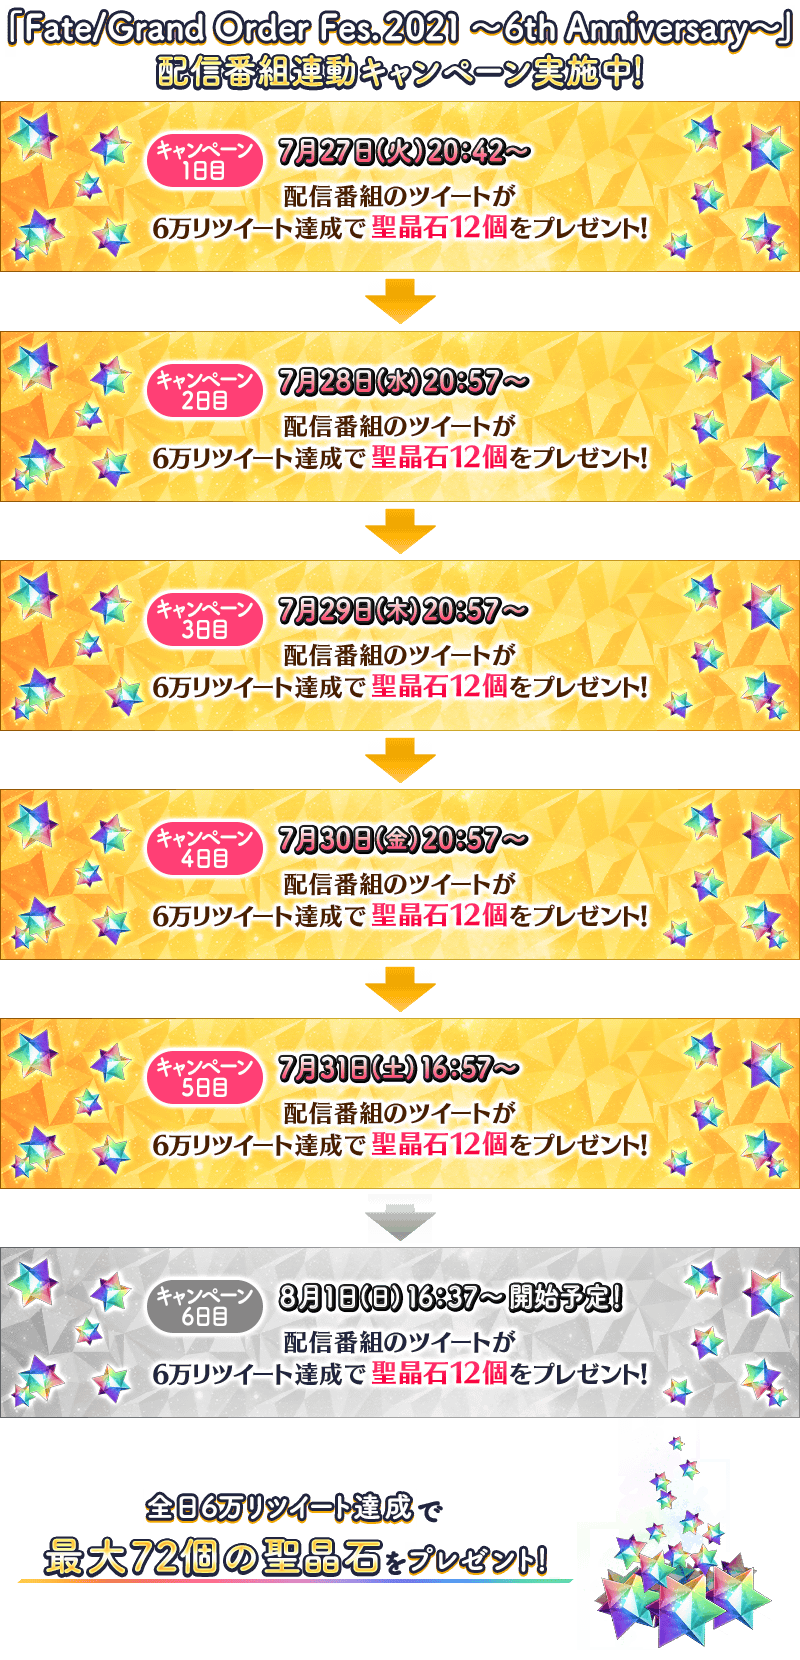 「Fate/Grand Order Fes. 2021 ～6th Anniversary～」
配信番組連動キャンペーン実施中!
キャンペーン
1日目
7月27日(火)20:42～
配信番組のツイートが
6万リツイート達成で聖晶石12個をプレゼント!
キャンペーン
2日目
7月28日(水)20:57～
配信番組のツイートが
6万リツイート達成で聖晶石12個をプレゼント!
キャンペーン
3日目
7月29日(木)20:57～
配信番組のツイートが
6万リツイート達成で聖晶石12個をプレゼント!
キャンペーン
4日目
7月30日(金)20:57～
配信番組のツイートが
6万リツイート達成で聖晶石12個をプレゼント!
キャンペーン
5日目
7月31日(土)16:57～
配信番組のツイートが
6万リツイート達成で聖晶石12個をプレゼント!
キャンペーン
6日目
8月1日(日)16:37～開始予定!
配信番組のツイートが
6万リツイート達成で聖晶石12個をプレゼント!
全日6万リツイート達成で
最大72個の聖晶石をプレゼント!